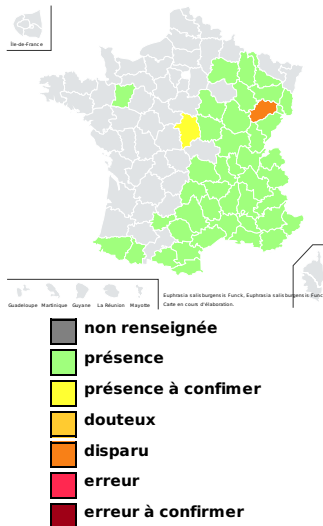 Île-de-France
Guadeloupe Martinique Guyane La Réunion Mayotte
Euphrasia salisburgensis Funck, Euphrasia salisburgensis Func
Carte en cours d'élaboration.
non renseignée
présence
présence à confimer
douteux
disparu
erreur
erreur à confirmer